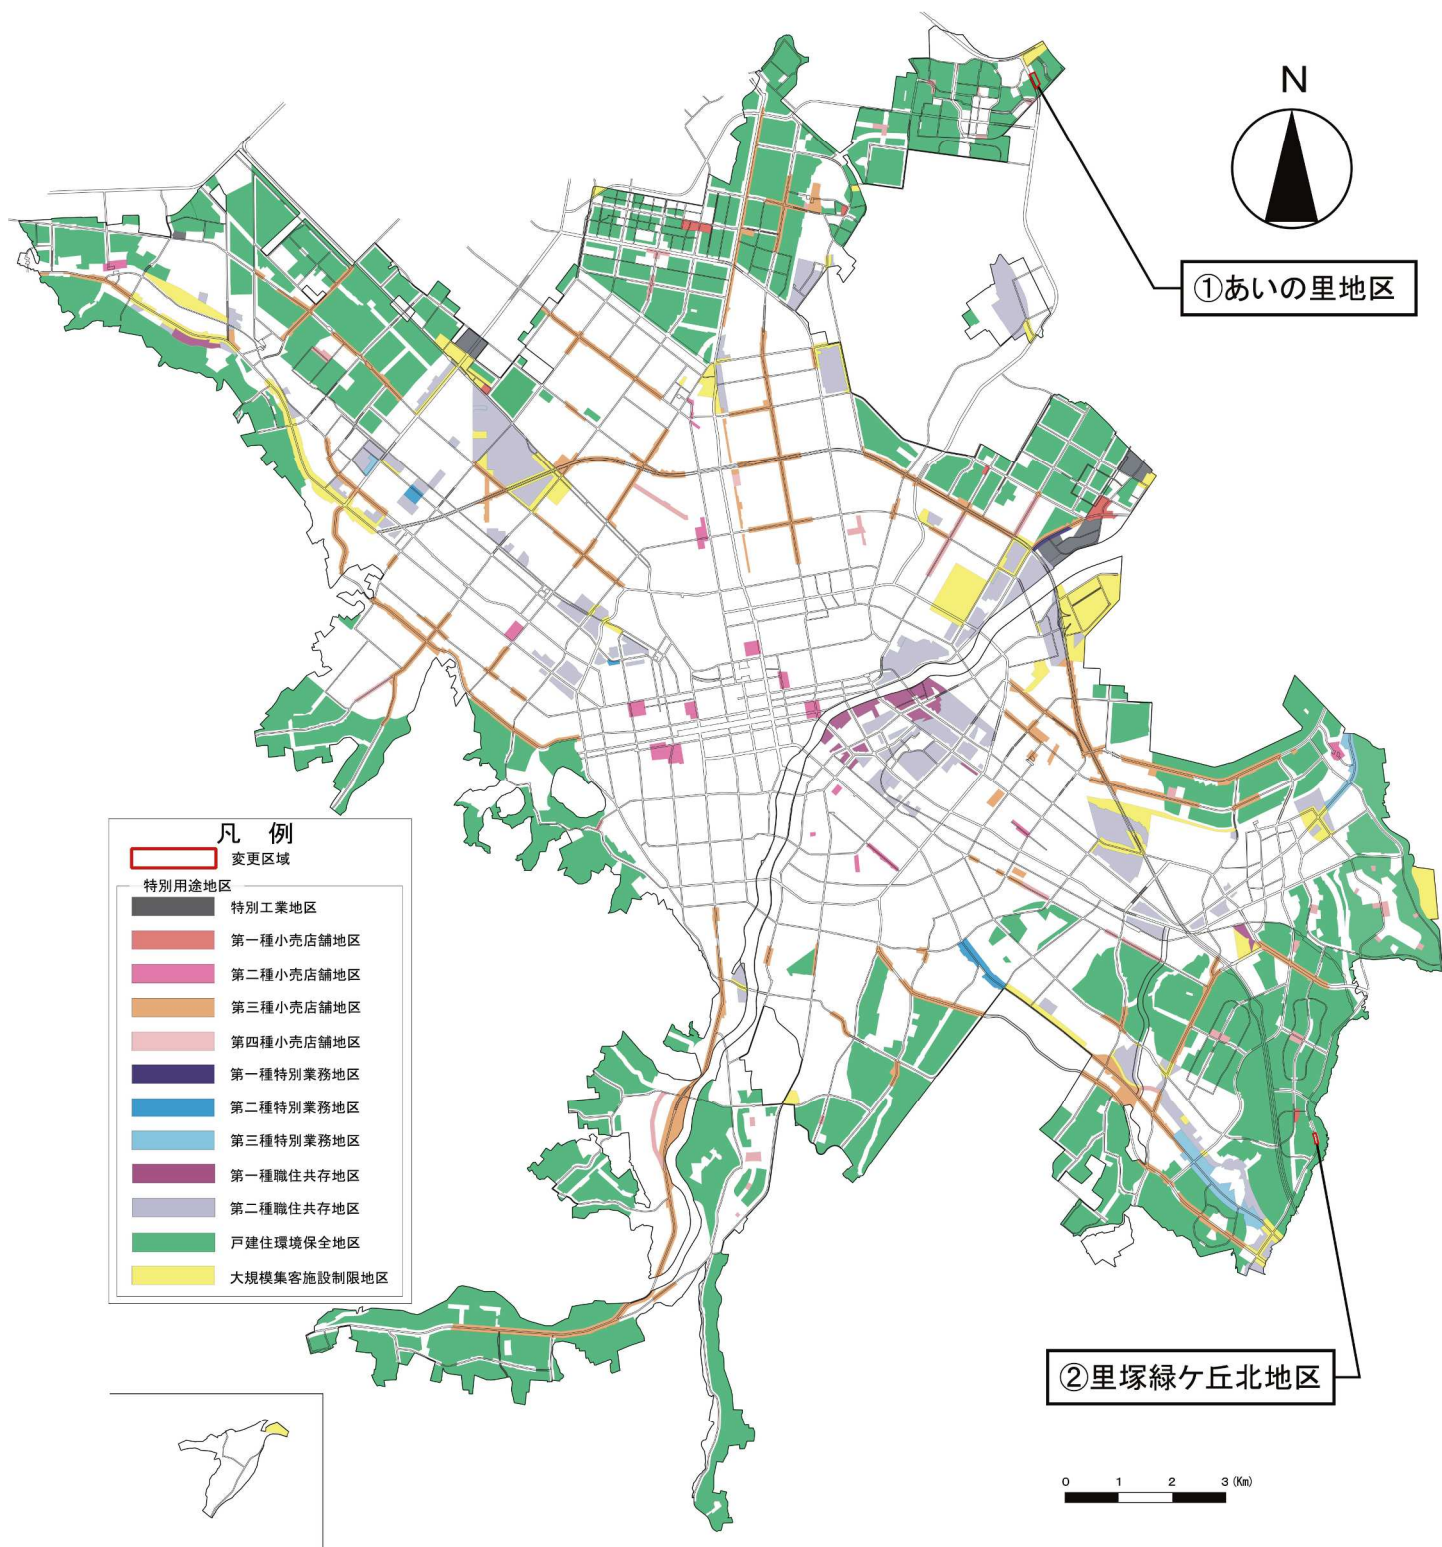 N
①あいの里地区
凡 例
変更区域
特別用途地区
特別工業地区
第一種小売店舗地区
第二種小売店舗地区
第三種小売店舗地区
第四種小売店舗地区
第一種特別業務地区
第二種特別業務地区
第三種特別業務地区
第一種職住共存地区
第二種職住共存地区
戸建住環境保全地区
大規模集客施設制限地区
②里塚緑ケ丘北地区
0 1 2 3 (Km)